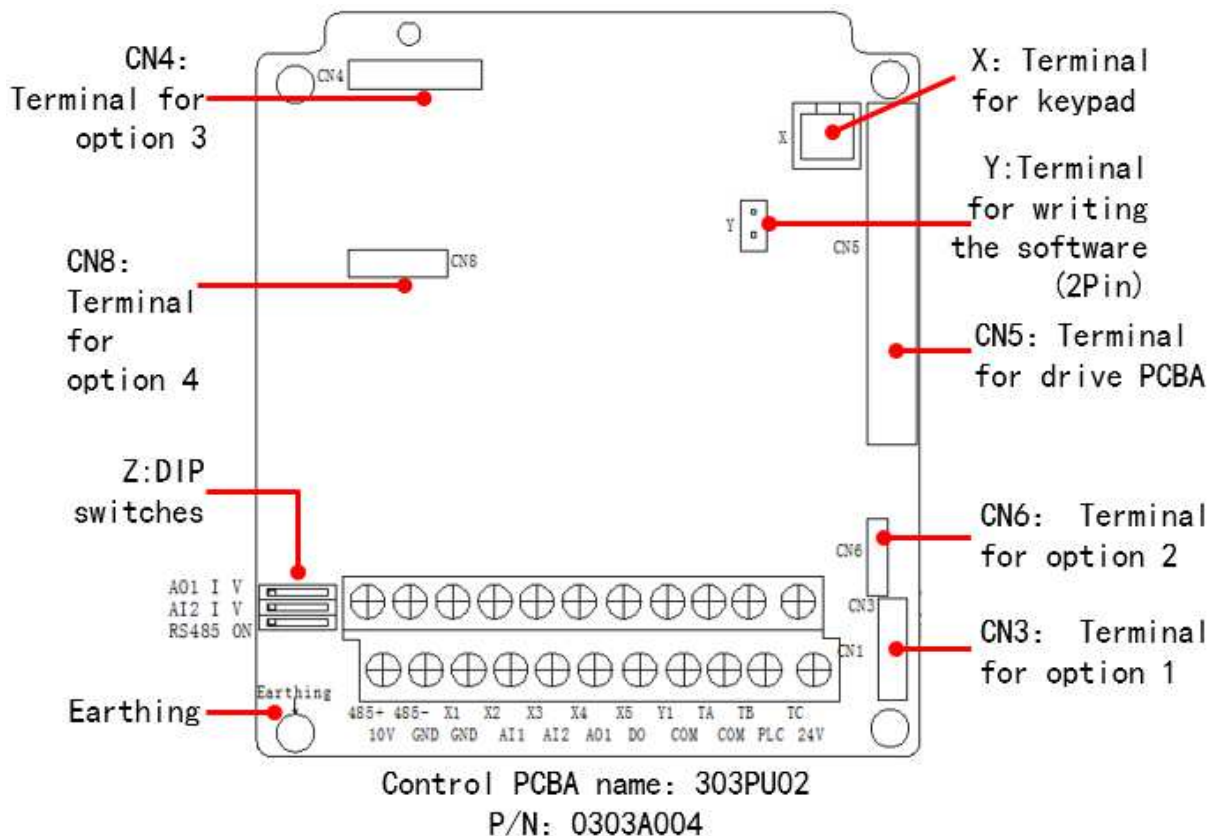 CN4:
Terminal for
option 3
CN4
X: Terminal
for keypad
X
Y:Terminal
for writing
the software
(2Pin)
Y
CN5
CN8:
Terminal
for
option 4
CN8
CN5: Terminal
for drive PCBA
Z:DIP
switches
CN6: Terminal
for option 2
CN6
AO1 I V
AI2 I V
RS485 ON
CN3
CN3: Terminal
for option 1
CN1
Earthing
Earthing
485+ 485- X1 X2 X3 X4 X5 Y1 TA TB TC
10V GND GND AI1 AI2 AO1 DO COM COM PLC 24V
Control PCBA name: 303PU02
P/N: 0303A004